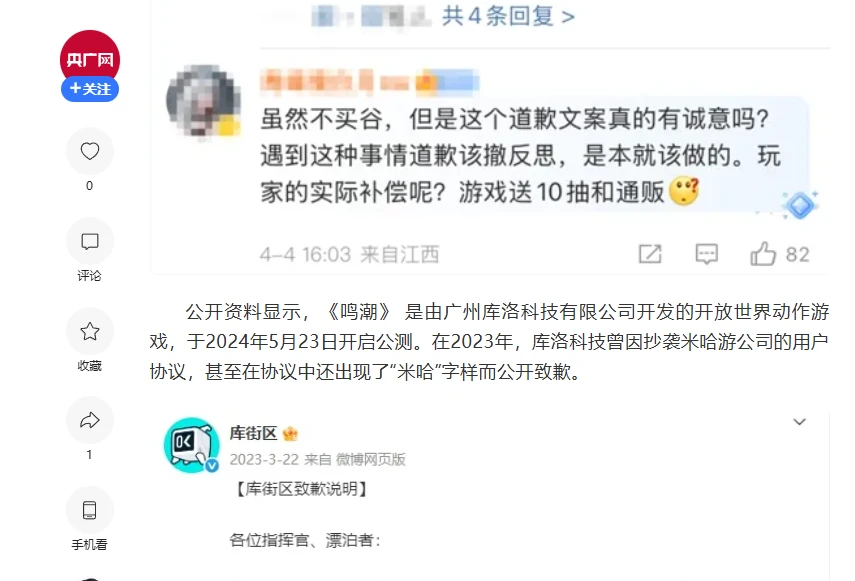 共4条回复 >
央广网
+关注
虽然不买谷，但是这个道歉文案真的有诚意吗？
遇到这种事情道歉该撤反思，是本就该做的。玩
家的实际补偿呢？游戏送10抽和通贩
0
4-4 16:03 来自江西
82
评论
公开资料显示，《鸣潮》 是由广州库洛科技有限公司开发的开放世界动作游
戏，于2024年5月23日开启公测。在2023年，库洛科技曾因抄袭米哈游公司的用户
协议，甚至在协议中还出现了“米哈”字样而公开致歉。
收藏
1
库街区
2023-3-22 来自 微博网页版
【库街区致歉说明】
各位指挥官、漂泊者：
手机看